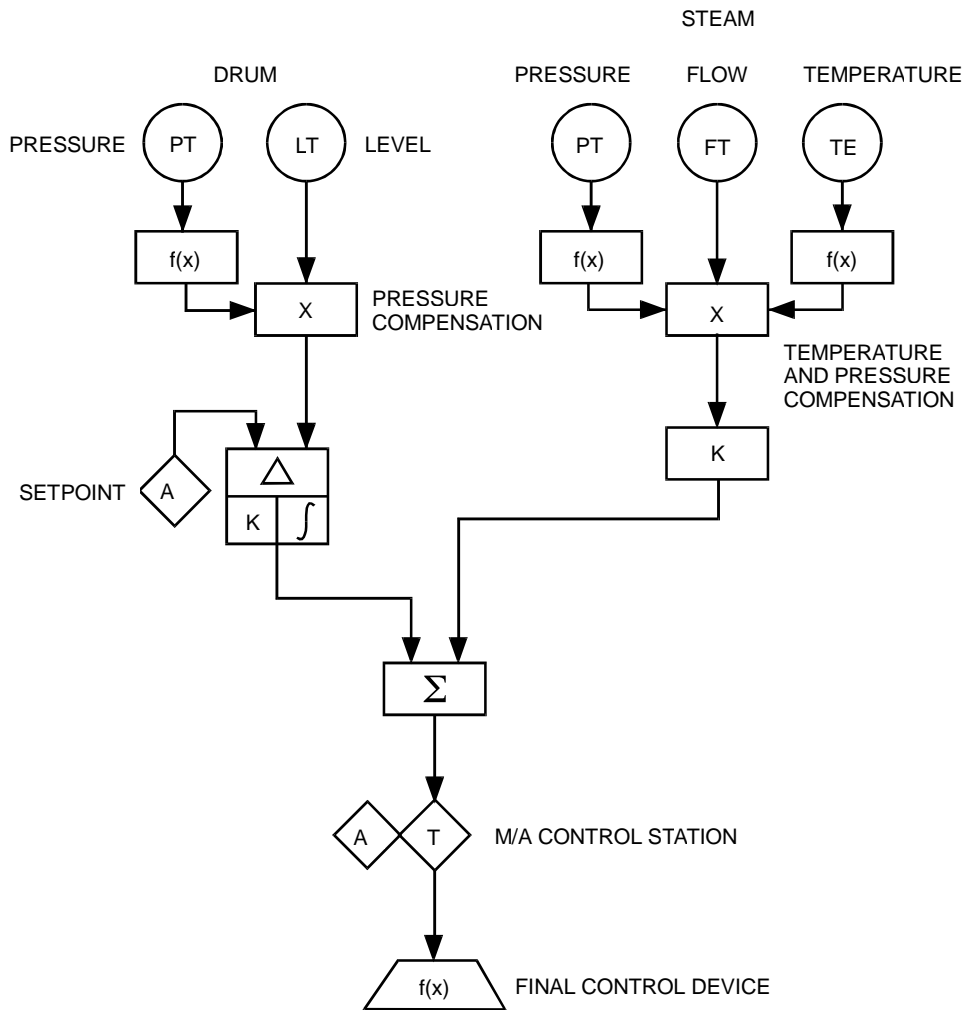 STEAM
DRUM
PRESSURE
FLOW
TEMPERATURE
PRESSURE
PT
LT
LEVEL
PT
FT
TE
f(x)
f(x)
f(x)
X
PRESSURE
COMPENSATION
X
TEMPERATURE
AND PRESSURE
COMPENSATION
K
SETPOINT
A
△
K
∫
Σ
A
T
M/A CONTROL STATION
f(x)
FINAL CONTROL DEVICE